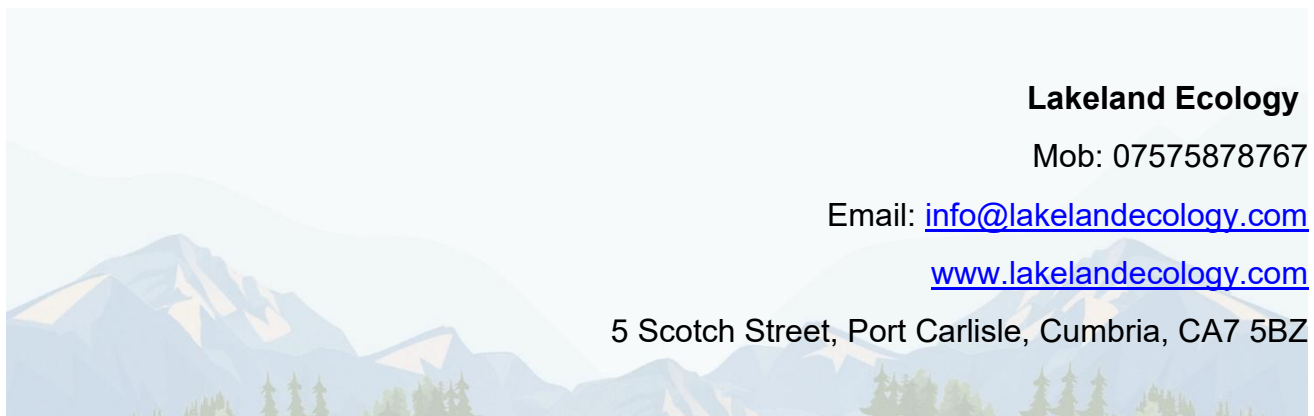 Lakeland Ecology
Mob: 07575878767
Email: info@lakelandecology.com
www.lakelandecology.com
5 Scotch Street, Port Carlisle, Cumbria, CA7 5BZ